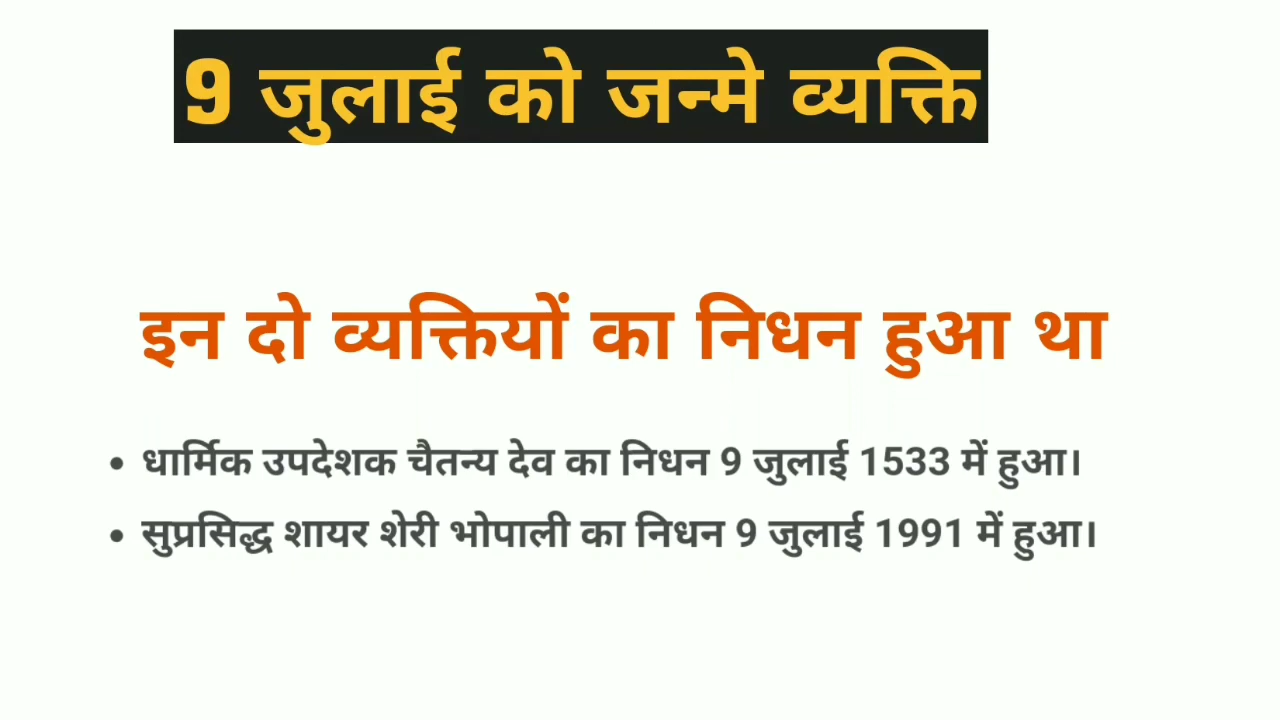 9 जुलाई को जन्मे व्यक्ति
इन दो व्यक्तियों का निधन हुआ था
• धार्मिक उपदेशक चैतन्य देव का निधन 9 जुलाई 1533 में हुआ।
• सुप्रसिद्ध शायर शेरी भोपाली का निधन 9 जुलाई 1991 में हुआ।